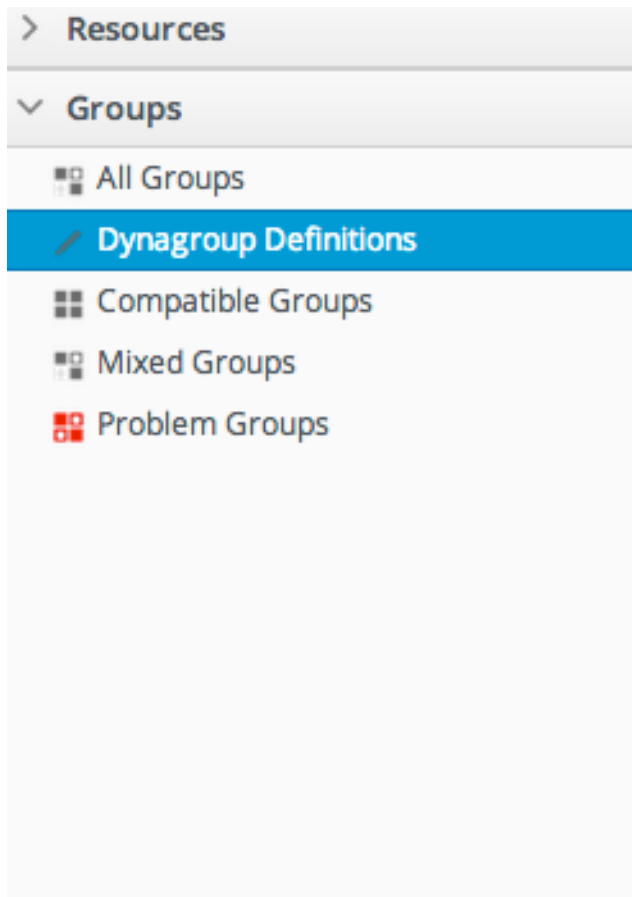 Resources
Groups
All Groups
Dynagroup Definitions
Compatible Groups
Mixed Groups
Problem Groups